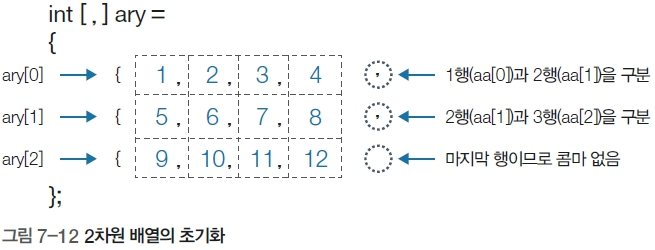 int [ , ] ary =
{
ary[0] { 1 , 2 , 3 , 4 , 1행(aa[0])과 2행(aa[1])을 구분
ary[1] { 5 , 6 , 7 , 8 , 2행(aa[1])과 3행(aa[2])을 구분
ary[2] { 9 , 10 , 11 , 12 마지막 행이므로 콤마 없음
};
그림 7-12 2차원 배열의 초기화